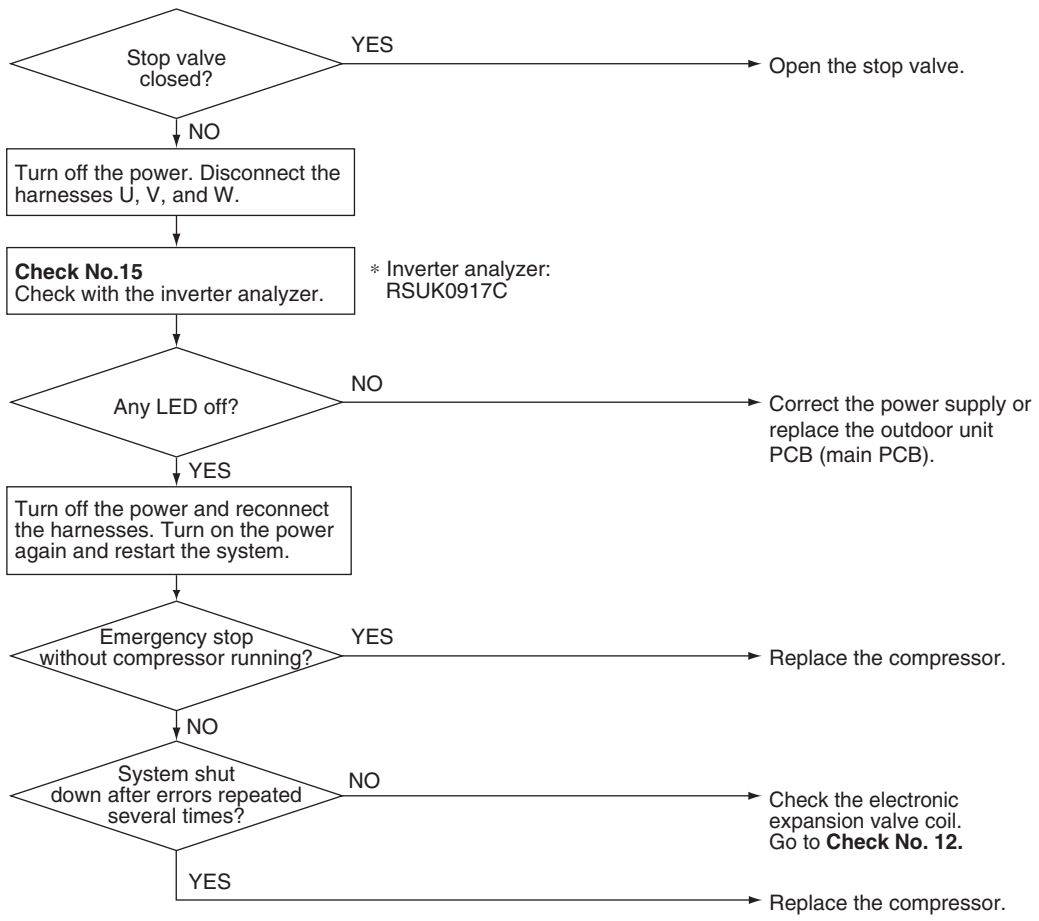 Stop valve
closed?
YES
Open the stop valve.
NO
Turn off the power. Disconnect the
harnesses U, V, and W.
Check No.15
Check with the inverter analyzer.
* Inverter analyzer:
RSUK0917C
Any LED off?
NO
Correct the power supply or
replace the outdoor unit
PCB (main PCB).
YES
Turn off the power and reconnect
the harnesses. Turn on the power
again and restart the system.
Emergency stop
without compressor running?
YES
Replace the compressor.
NO
System shut
down after errors repeated
several times?
NO
Check the electronic
expansion valve coil.
Go to Check No. 12.
YES
Replace the compressor.